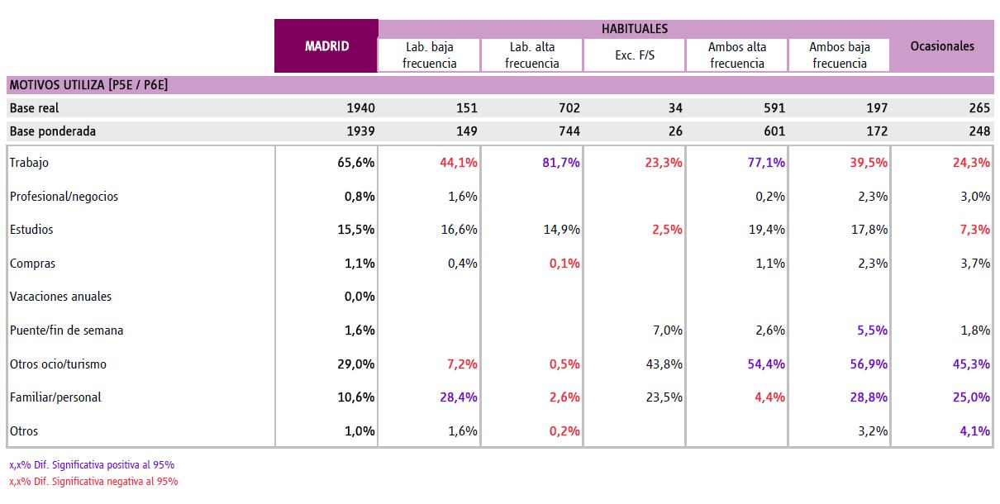 HABITUALES
MADRID Lab. baja frecuencia Lab. alta frecuencia Exc. F/S Ambos alta frecuencia Ambos baja frecuencia Ocasionales
MOTIVOS UTILIZA [P5E / P6E]
Base real 1940 151 702 34 591 197 265
Base ponderada 1939 149 744 26 601 172 248
Trabajo 65,6% 44,1% 81,7% 23,3% 77,1% 39,5% 24,3%
Profesional/negocios 0,8% 1,6% 0,2% 2,3% 3,0%
Estudios 15,5% 16,6% 14,9% 2,5% 19,4% 17,8% 7,3%
Compras 1,1% 0,4% 0,1% 1,1% 2,3% 3,7%
Vacaciones anuales 0,0%
Puente/fin de semana 1,6% 7,0% 2,6% 5,5% 1,8%
Otros ocio/turismo 29,0% 7,2% 0,5% 43,8% 54,4% 56,9% 45,3%
Familiar/personal 10,6% 28,4% 2,6% 23,5% 4,4% 28,8% 25,0%
Otros 1,0% 1,6% 0,2% 3,2% 4,1%
x,x% Dif. Significativa positiva al 95%
x,x% Dif. Significativa negativa al 95%